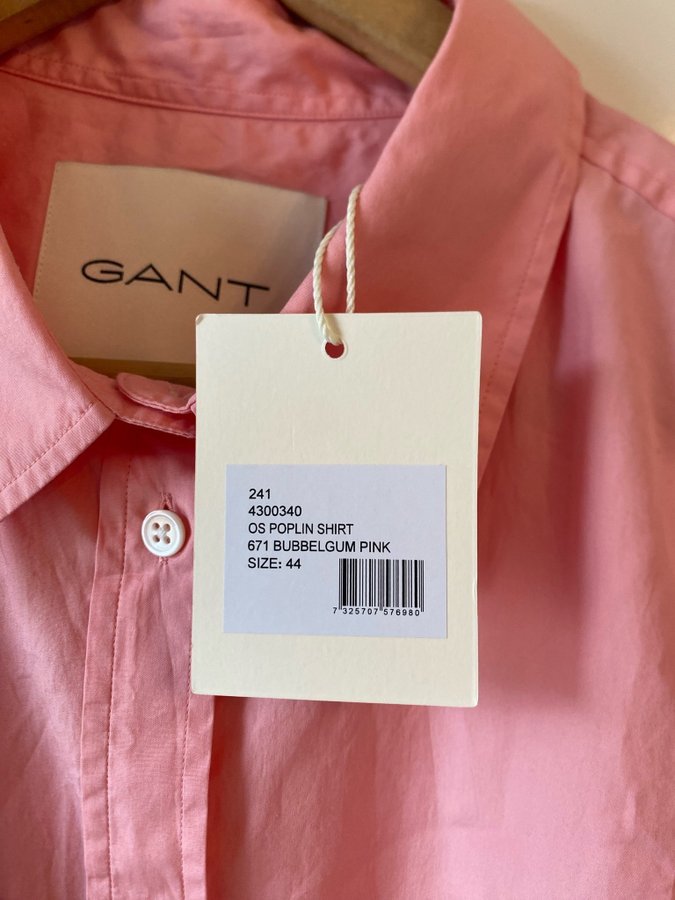 GANT
241
4300340
OS POPLIN SHIRT
671 BUBBELGUM PINK
SIZE: 44
7 325707 576980